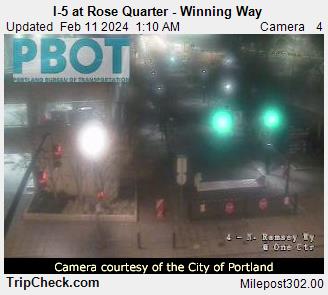 I-5 at Rose Quarter - Winning Way
Updated Feb 11 2024 1:10 AM Camera 4
PBOT
PORTLAND BUREAU OF TRANSPORTATION
4 - N. Ramsey Wy
@ One Ctr
Camera courtesy of the City of Portland
TripCheck.com Milepost302.00